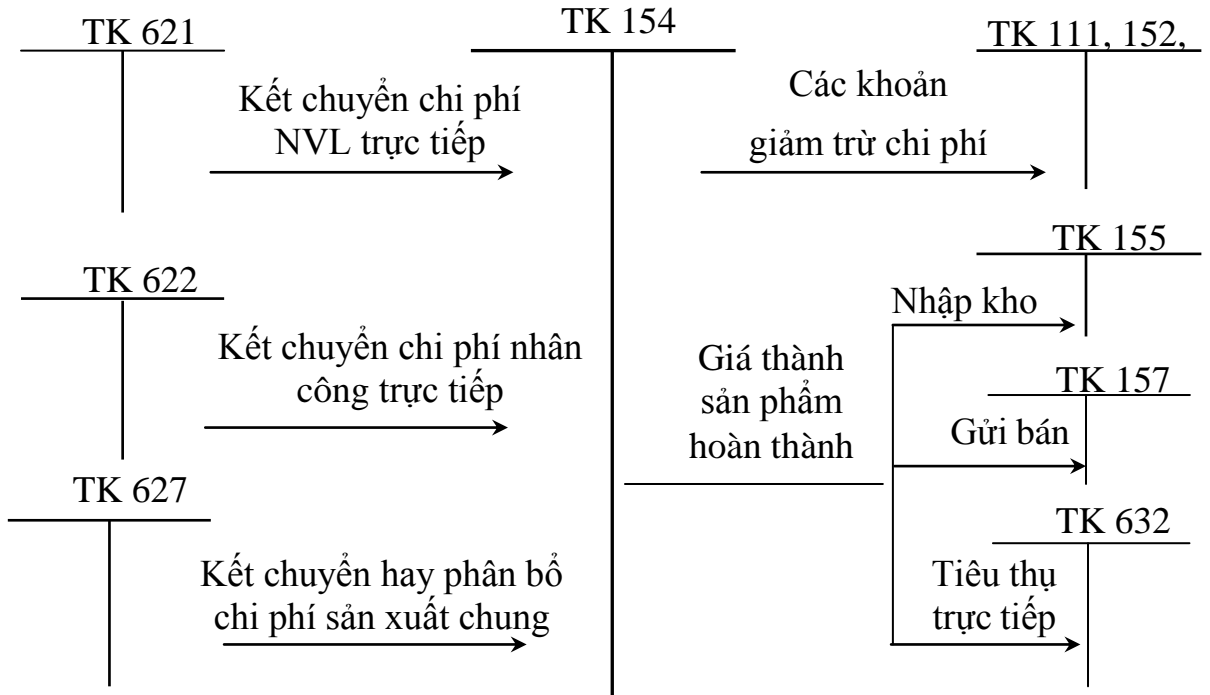 TK 621
TK 154
TK 111, 152,
Kết chuyển chi phí
NVL trực tiếp
Các khoản
giảm trừ chi phí
TK 155
TK 622
Nhập kho
Kết chuyển chi phí nhân
công trực tiếp
Giá thành
sản phẩm
hoàn thành
TK 157
Gửi bán
TK 627
TK 632
Kết chuyển hay phân bổ
chi phí sản xuất chung
Tiêu thụ
trực tiếp